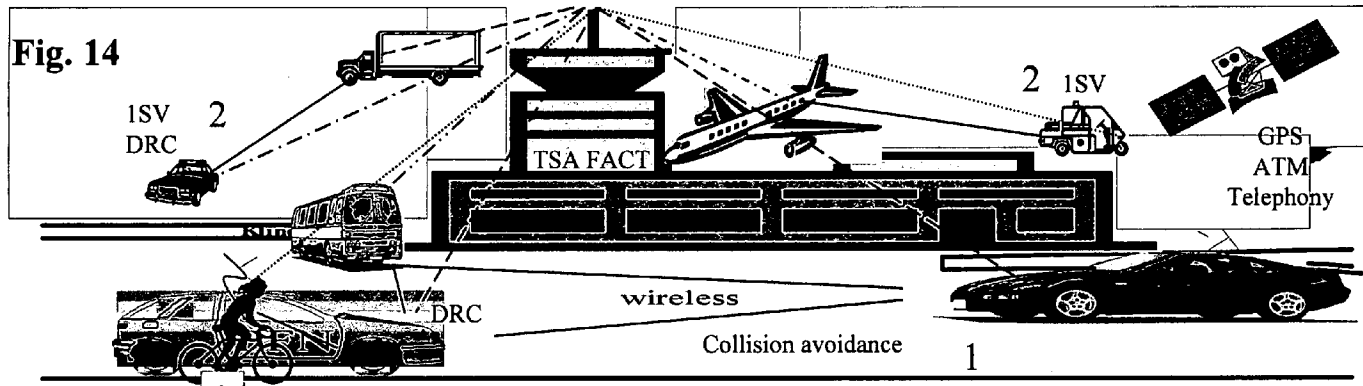 Fig. 14
1SV 2
DRC
TSA FACT
2 1SV
GPS
ATM
Telephony
DRC
wireless
Collision avoidance
1